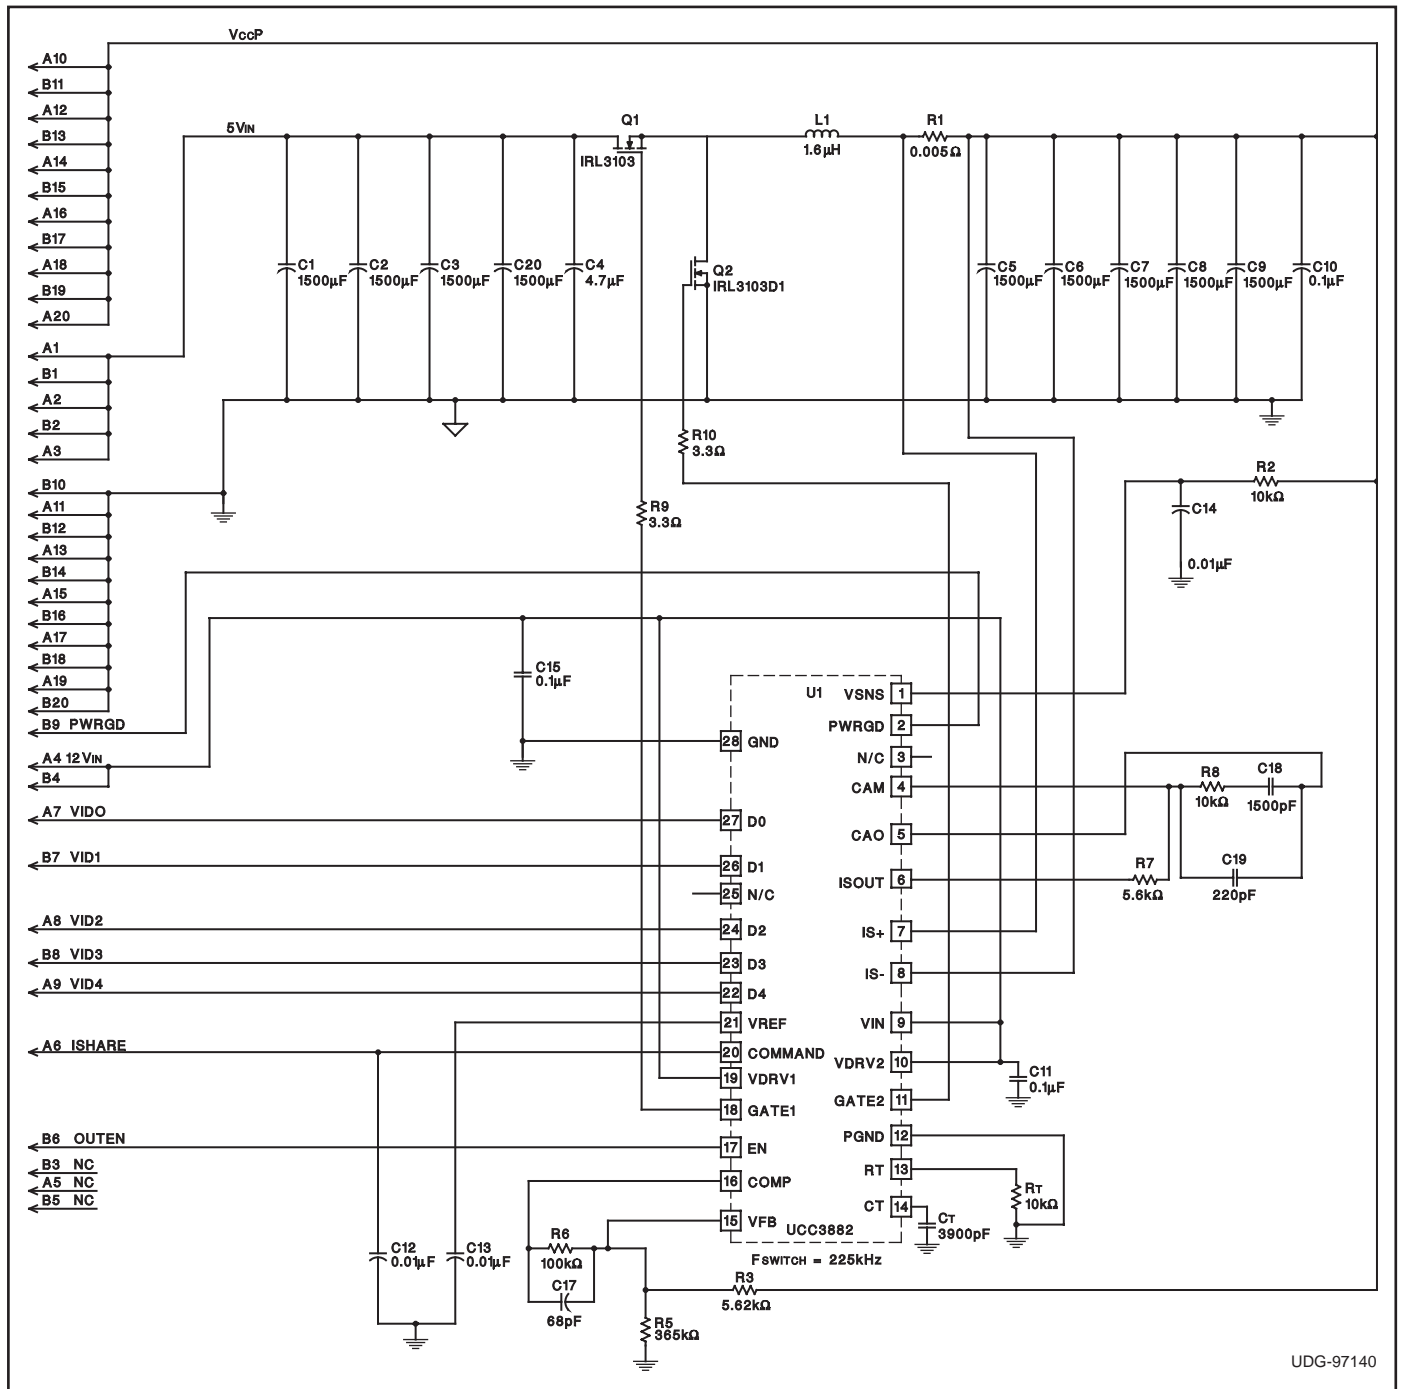 VccP
A10
B11
A12
B13
A14
B15
A16
B17
A18
B19
A20
A1
B1
A2
B2
A3
B10
A11
B12
A13
B14
A15
B16
A17
B18
A19
B20
B9 PWRGD
A4 12VIN
B4
A7 VIDO
B7 VID1
A8 VID2
B8 VID3
A9 VID4
A6 ISHARE
B6 OUTEN
B3 NC
A5 NC
B5 NC
5VIN
Q1
IRL3103
L1
1.6µH
R1
0.005Ω
C1
1500µF
C2
1500µF
C3
1500µF
C20
1500µF
C4
4.7µF
Q2
IRL3103D1
C5
1500µF
C6
1500µF
C7
1500µF
C8
1500µF
C9
1500µF
C10
0.1µF
R10
3.3Ω
R9
3.3Ω
R2
10kΩ
C14
0.01µF
C15
0.1µF
U1
VSNS 1
PWRGD 2
N/C 3
CAM 4
CAO 5
ISOUT 6
IS+ 7
IS- 8
VIN 9
VDRV2 10
GATE2 11
PGND 12
RT 13
CT 14
28 GND
27 D0
26 D1
25 N/C
24 D2
23 D3
22 D4
21 VREF
20 COMMAND
19 VDRV1
18 GATE1
17 EN
16 COMP
15 VFB
UCC3882
FSWITCH = 225kHz
R8
10kΩ
C18
1500pF
R7
5.6kΩ
C19
220pF
C11
0.1µF
RT
10kΩ
CT
3900pF
C12
0.01µF
C13
0.01µF
R6
100kΩ
C17
68pF
R3
5.62kΩ
R5
365kΩ
UDG-97140